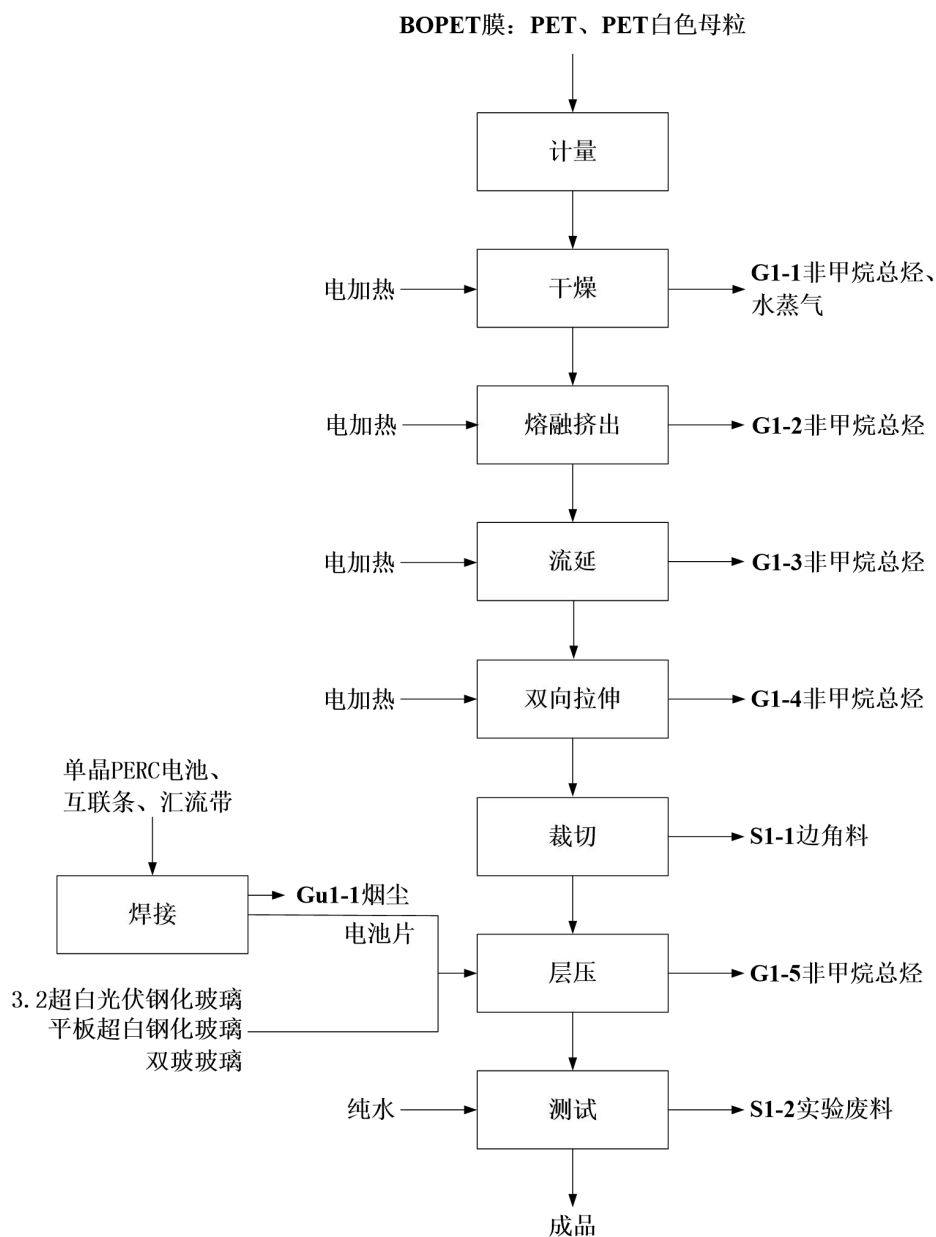 BOPET膜：PET、PET白色母粒
计量
电加热
干燥
G1-1非甲烷总烃、
水蒸气
电加热
熔融挤出
G1-2非甲烷总烃
电加热
流延
G1-3非甲烷总烃
电加热
双向拉伸
G1-4非甲烷总烃
单晶PERC电池、
互联条、汇流带
裁切
S1-1边角料
焊接
Gu1-1烟尘
电池片
层压
G1-5非甲烷总烃
3.2超白光伏钢化玻璃
平板超白钢化玻璃
双玻玻璃
纯水
测试
S1-2实验废料
成品